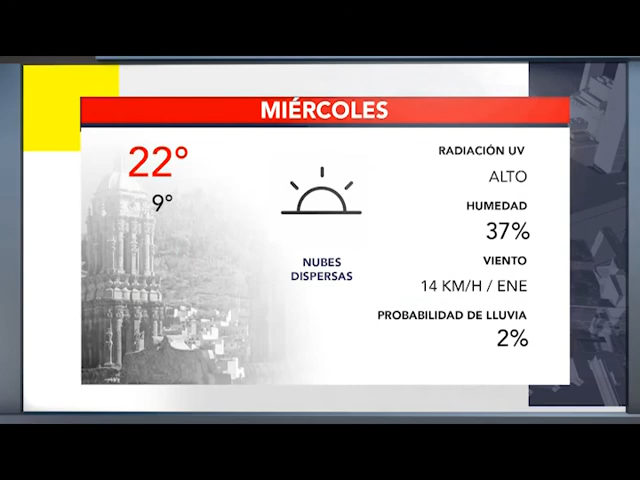 MIÉRCOLES
22°
9°
NUBES
DISPERSAS
RADIACIÓN UV
ALTO
HUMEDAD
37%
VIENTO
14 KM/H / ENE
PROBABILIDAD DE LLUVIA
2%